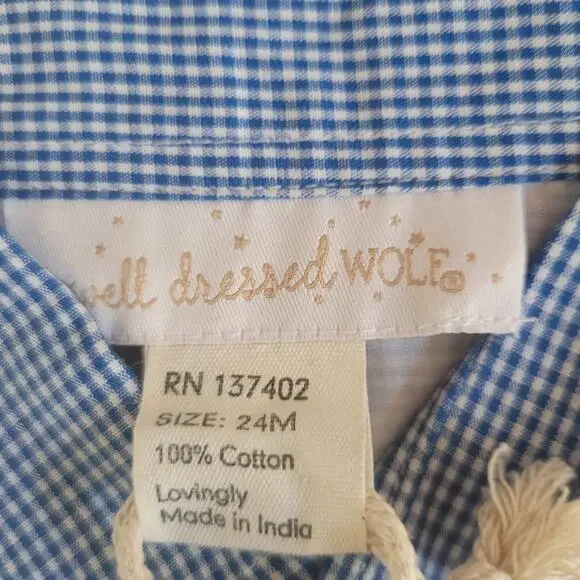 well dressed WOLF®
RN 137402
SIZE: 24M
100% Cotton
Lovingly
Made in India